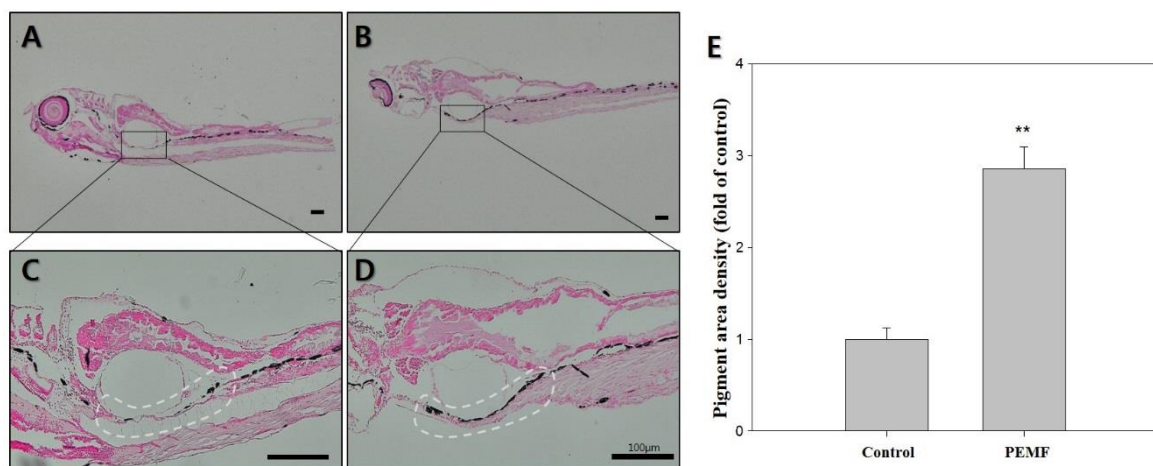 A
B
C
D
100μm
E
Pigment area density (fold of control)
4
3
2
1
0
**
Control
PEMF